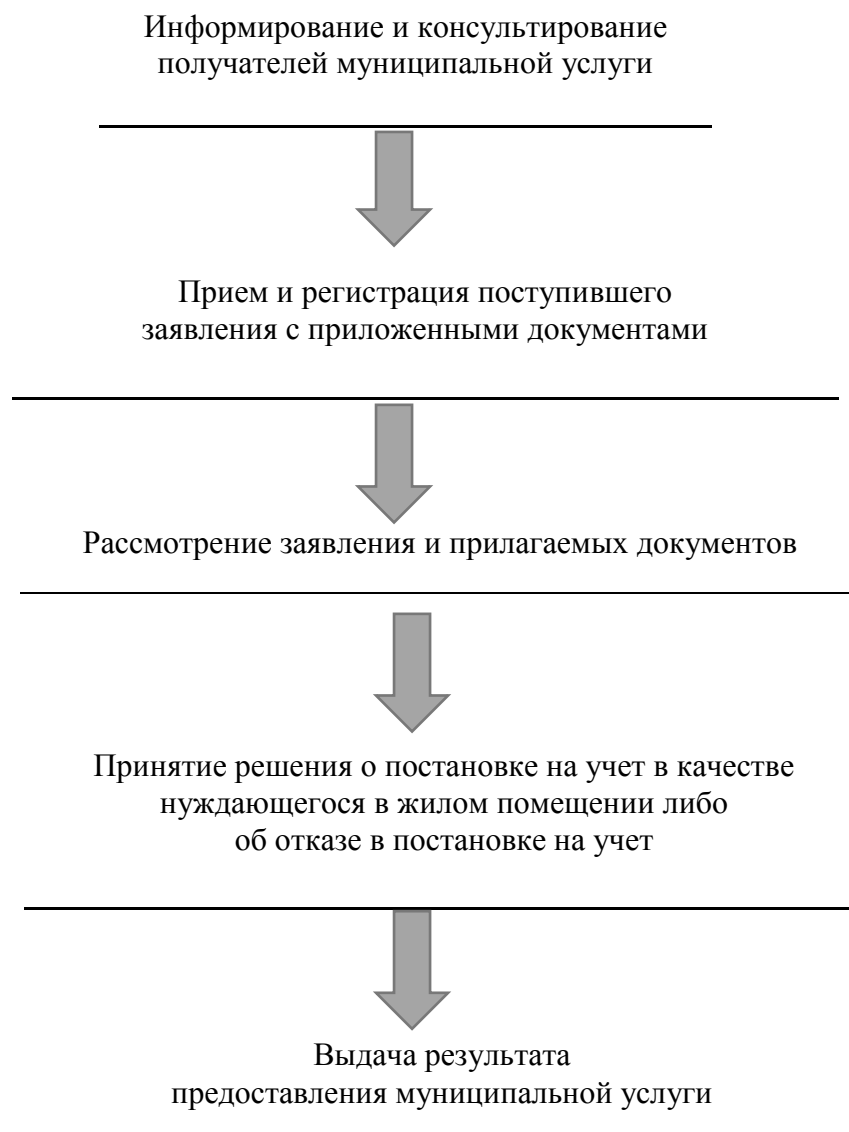 Информирование и консультирование
получателей муниципальной услуги
Прием и регистрация поступившего
заявления с приложенными документами
Рассмотрение заявления и прилагаемых документов
Принятие решения о постановке на учет в качестве
нуждающегося в жилом помещении либо
об отказе в постановке на учет
Выдача результата
предоставления муниципальной услуги